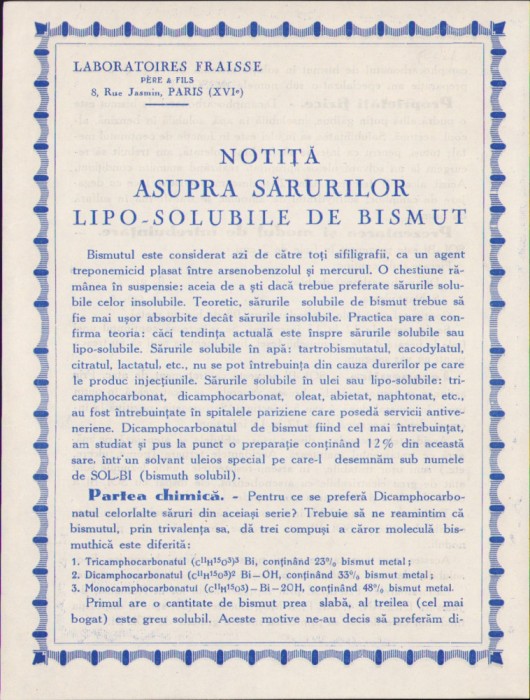 LABORATOIRES FRAISSE
PÈRE & FILS
8, Rue Jasmin, PARIS (XVIᵉ)
NOTIȚĂ
ASUPRA SĂRURILOR
LIPO-SOLUBILE DE BISMUT
Bismutul este considerat azi de către toți sifiligrafii, ca un agent
treponemicid plasat între arsenobenzolul și mercurul. O chestiune ră-
mânea în suspensie: aceia de a ști dacă trebue preferate sărurile solu-
bile celor insolubile. Teoretic, sărurile solubile de bismut trebue să
fie mai ușor absorbite decât sărurile insolubile. Practica pare a con-
firma teoria: căci tendința actuală este înspre sărurile solubile sau
lipo-solubile. Sărurile solubile în apă: tartrobismutatul, cacodylatul,
citratul, lactatul, etc., nu se pot întrebuința din cauza durerilor pe care
le produc injecțiunile. Sărurile solubile în ulei sau lipo-solubile: tri-
camphocarbonat, dicamphocarbonat, oleat, abietat, naphtonat, etc.,
au fost întrebuințate în spitalele pariziene care posedă servicii antive-
neriene. Dicamphocarbonatul de bismut fiind cel mai întrebuințat,
am studiat și pus la punct o preparație conținând 12% din această
sare, într'un solvant uleios special pe care-l desemnăm sub numele
de SOL-BI (bismuth solubil).
Partea chimică. - Pentru ce se preferă Dicamphocarbo-
natul celorlalte săruri din aceiași serie? Trebuie să ne reamintim că
bismutul, prin trivalența sa, dă trei compuși a căror moleculă bis-
muthică este diferită:
1. Tricamphocarbonatul (C¹¹H¹⁵O³)³ Bi, conținând 23% bismut metal;
2. Dicamphocarbonatul (C¹¹H¹⁵O³)² Bi—OH, conținând 33% bismut metal;
3. Monocamphocarbonatul (C¹¹H¹⁵O³)—Bi—2OH, conținând 48% bismut metal;
Primul are o cantitate de bismut prea slabă, al treilea (cel mai
bogat) este greu solubil. Aceste motive ne-au decis să preferăm di-